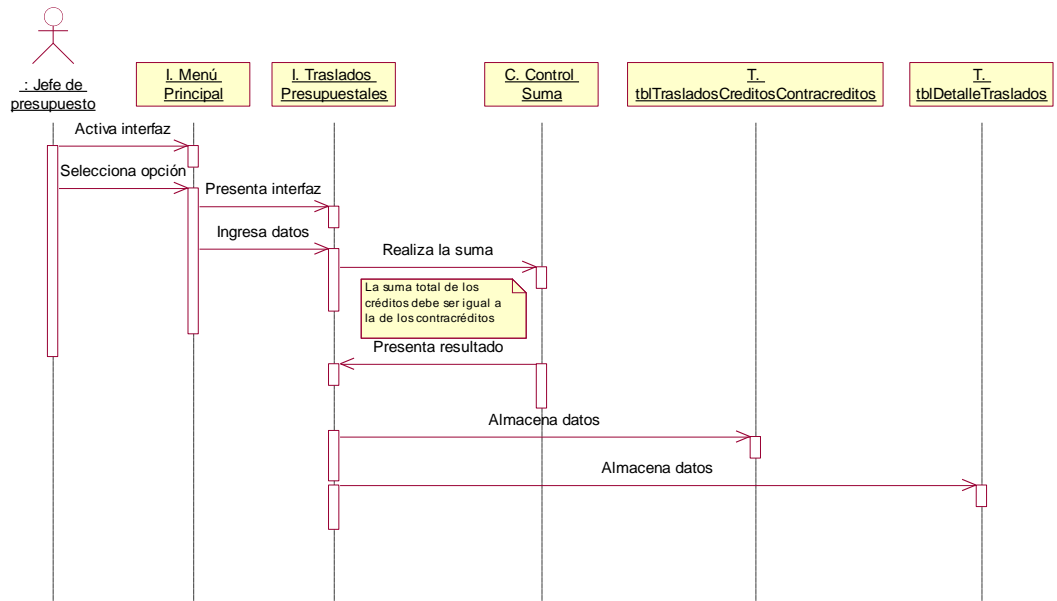 : Jefe de
presupuesto
I. Menú
Principal
I. Traslados
Presupuestales
C. Control
Suma
T.
tblTrasladosCreditosContracreditos
T.
tblDetalleTraslados
Activa interfaz
Selecciona opción
Presenta interfaz
Ingresa datos
Realiza la suma
La suma total de los
créditos debe ser igual a
la de los contracréditos
Presenta resultado
Almacena datos
Almacena datos